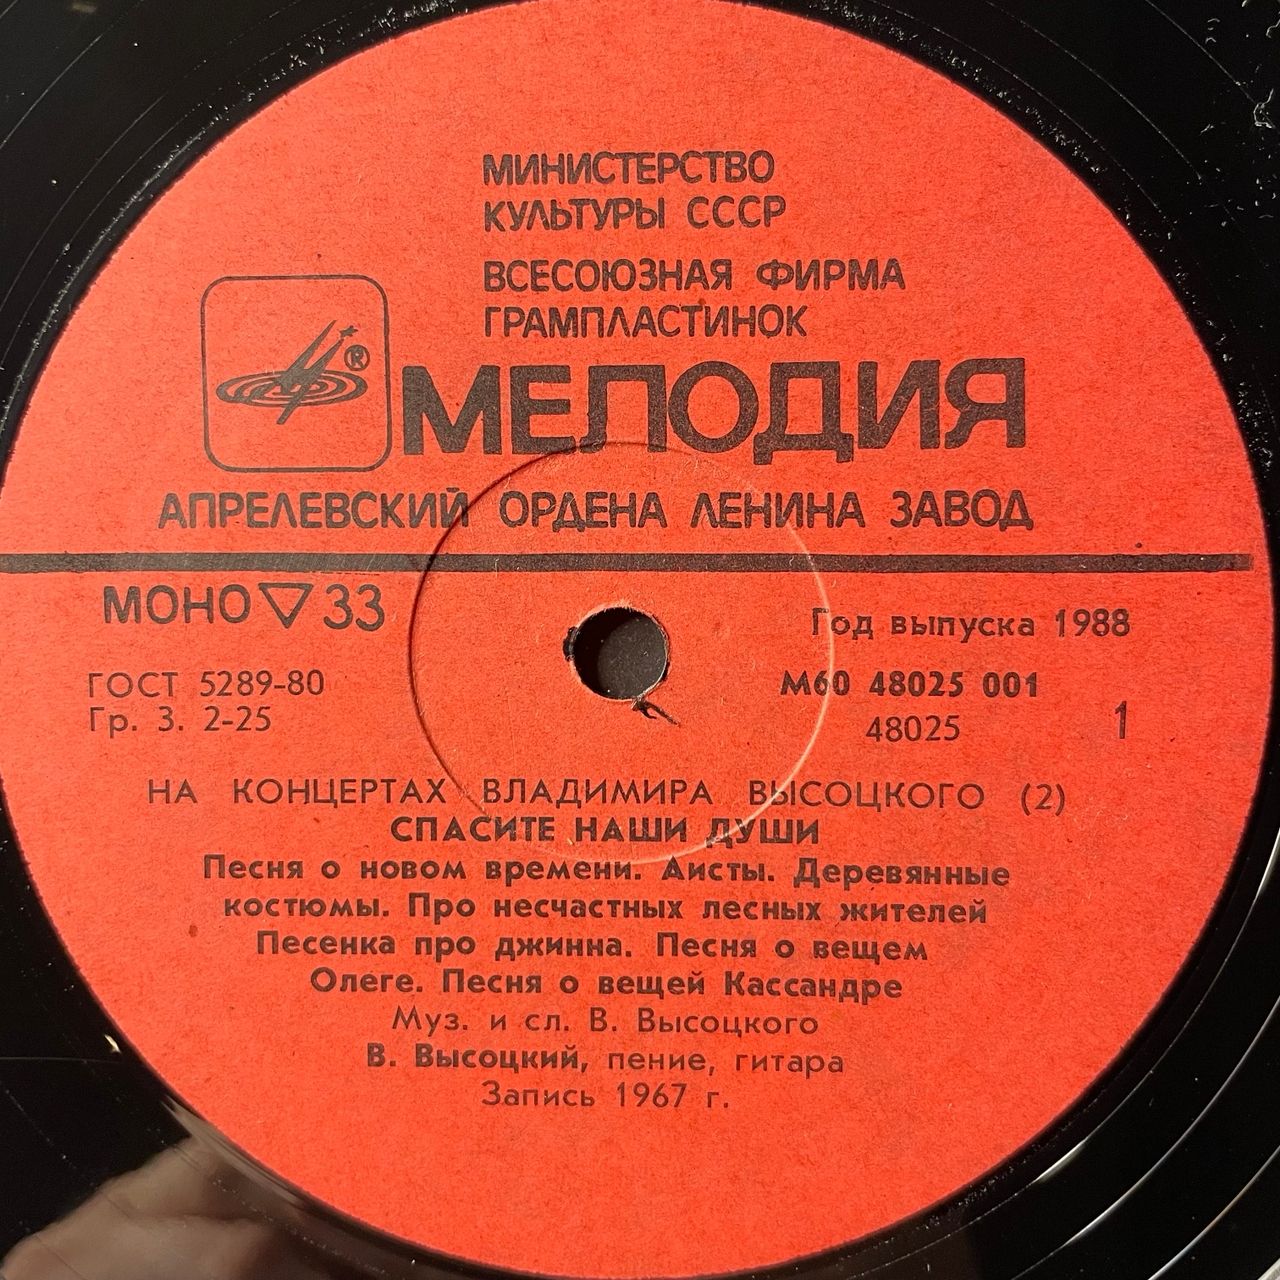 МИНИСТЕРСТВО
КУЛЬТУРЫ СССР
ВСЕСОЮЗНАЯ ФИРМА
ГРАМПЛАСТИНОК
®
МЕЛОДИЯ
АПРЕЛЕВСКИЙ ОРДЕНА ЛЕНИНА ЗАВОД
МОНО ▽ 33
Год выпуска 1988
ГОСТ 5289-80
М60 48025 001
Гр. 3. 2-25
48025
1
НА КОНЦЕРТАХ ВЛАДИМИРА ВЫСОЦКОГО (2)
СПАСИТЕ НАШИ ДУШИ
Песня о новом времени. Аисты. Деревянные
костюмы. Про несчастных лесных жителей
Песенка про джинна. Песня о вещем
Олеге. Песня о вещей Кассандре
Муз. и сл. В. Высоцкого
В. Высоцкий, пение, гитара
Запись 1967 г.